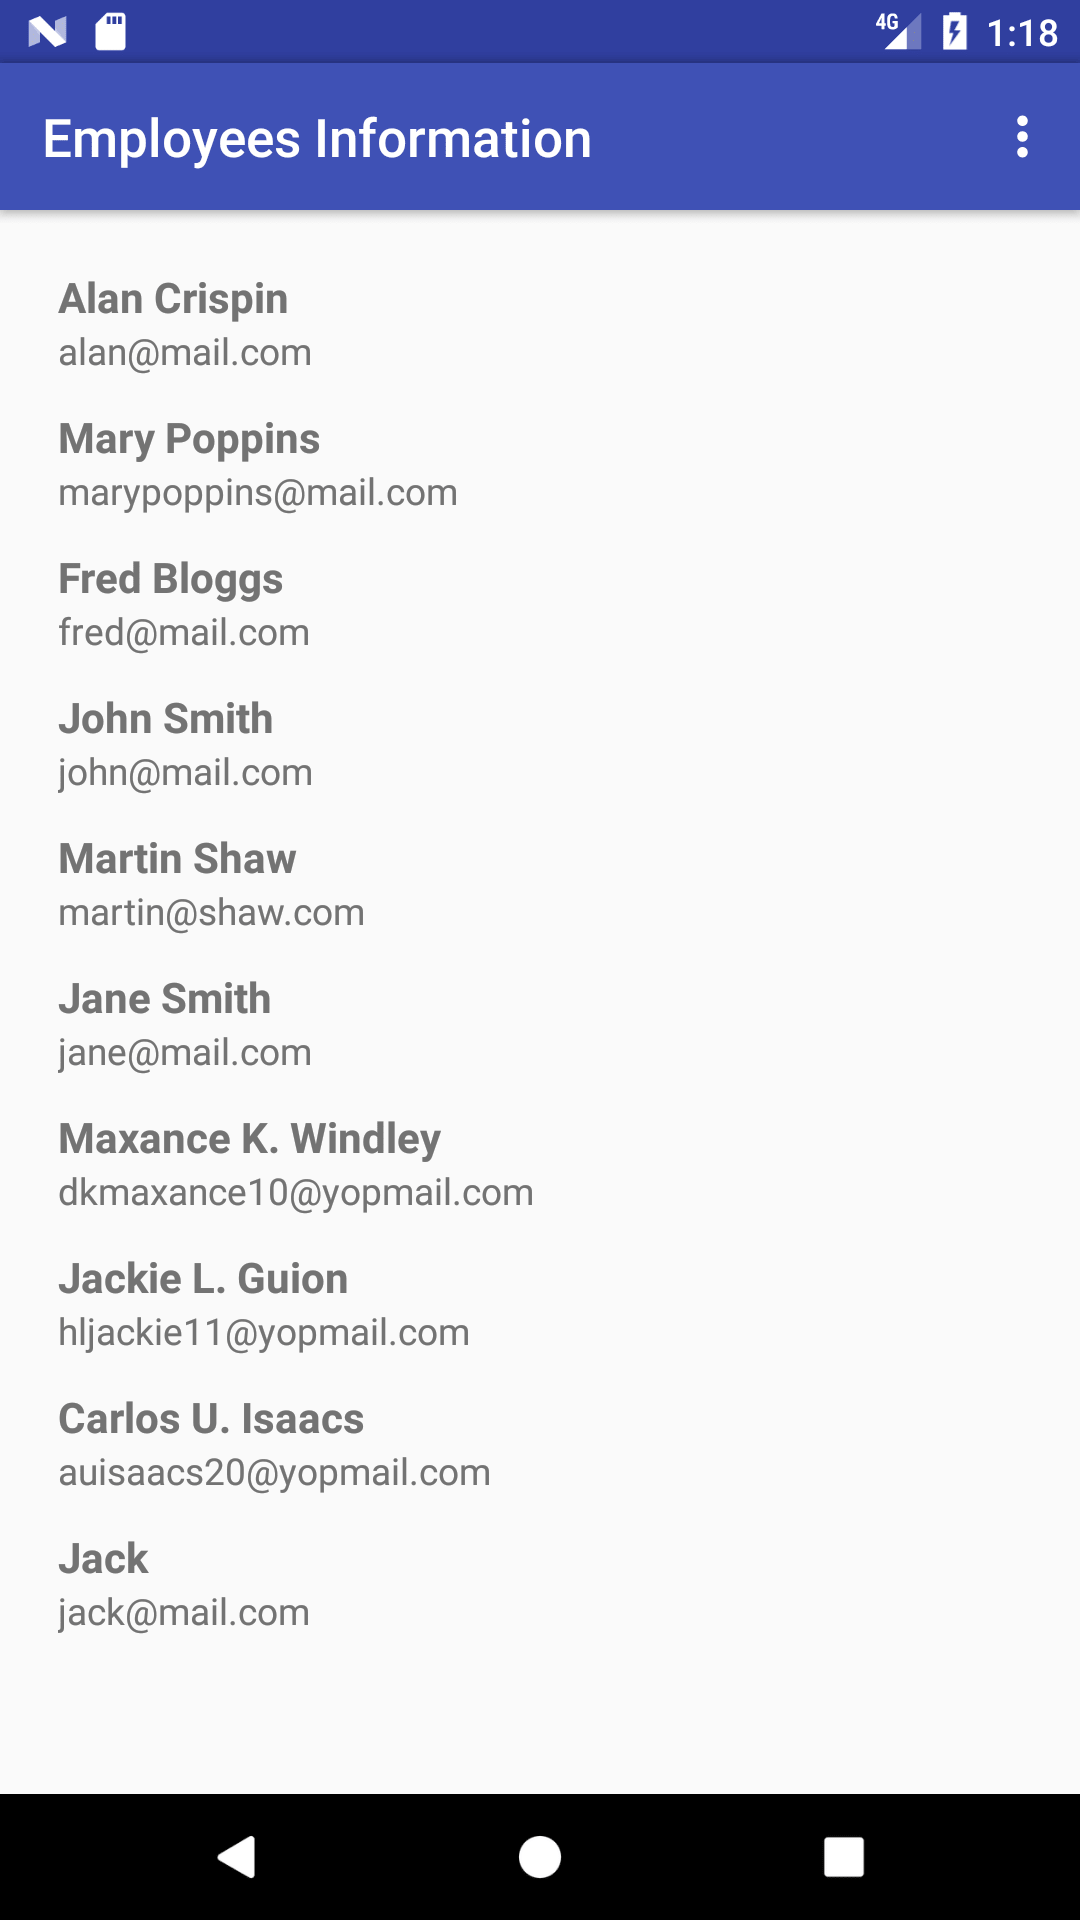 4G 1:18
Employees Information
Alan Crispin
alan@mail.com
Mary Poppins
marypoppins@mail.com
Fred Bloggs
fred@mail.com
John Smith
john@mail.com
Martin Shaw
martin@shaw.com
Jane Smith
jane@mail.com
Maxance K. Windley
dkmaxance10@yopmail.com
Jackie L. Guion
hljackie11@yopmail.com
Carlos U. Isaacs
auisaacs20@yopmail.com
Jack
jack@mail.com